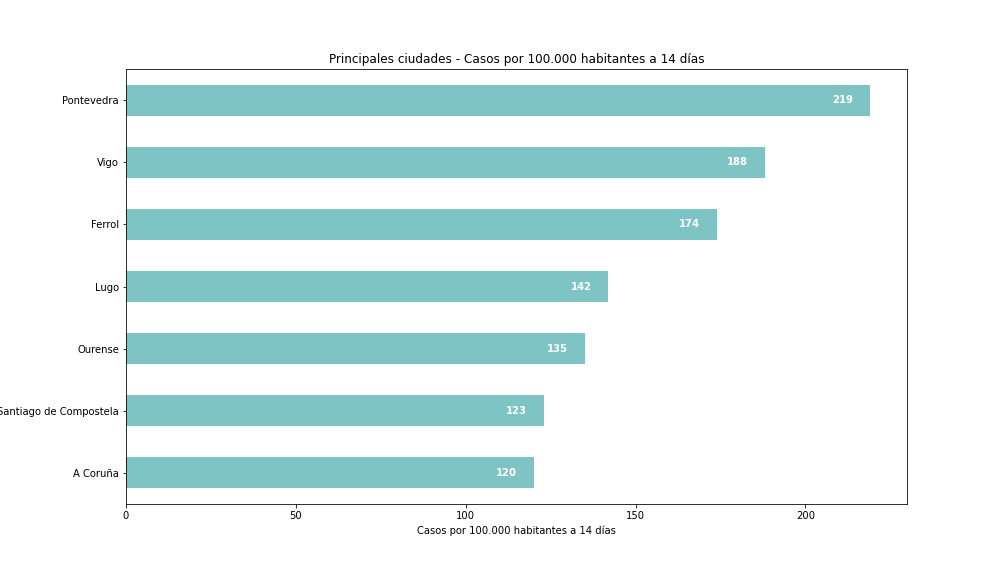 Principales ciudades - Casos por 100.000 habitantes a 14 días
Pontevedra 219
Vigo 188
Ferrol 174
Lugo 142
Ourense 135
Santiago de Compostela 123
A Coruña 120
0 50 100 150 200
Casos por 100.000 habitantes a 14 días